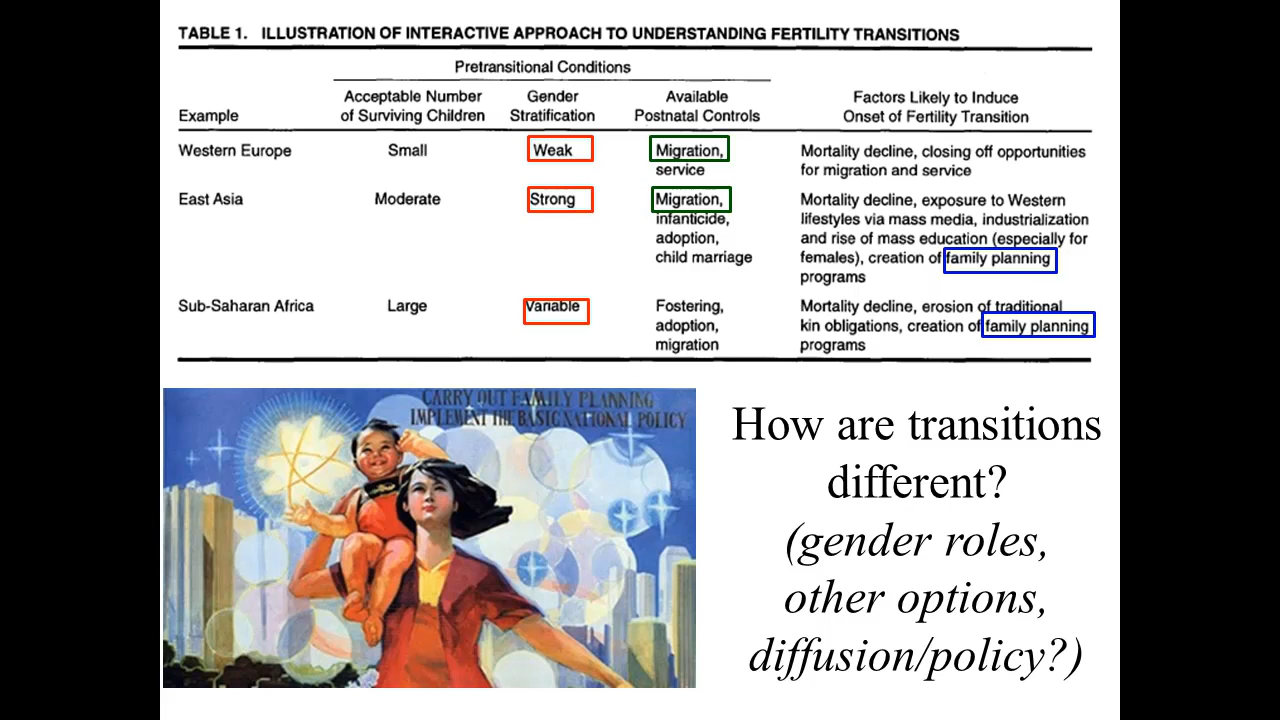 TABLE 1. ILLUSTRATION OF INTERACTIVE APPROACH TO UNDERSTANDING FERTILITY TRANSITIONS
Pretransitional Conditions
Example
Acceptable Number
of Surviving Children
Gender
Stratification
Available
Postnatal Controls
Factors Likely to Induce
Onset of Fertility Transition
Western Europe
Small
Weak
Migration,
service
Mortality decline, closing off opportunities
for migration and service
East Asia
Moderate
Strong
Migration,
infanticide,
adoption,
child marriage
Mortality decline, exposure to Western
lifestyles via mass media, industrialization
and rise of mass education (especially for
females), creation of family planning
programs
Sub-Saharan Africa
Large
Variable
Fostering,
adoption,
migration
Mortality decline, erosion of traditional
kin obligations, creation of family planning
programs
CARRY OUT FAMILY PLANNING
IMPLEMENT THE BASIC NATIONAL POLICY
How are transitions
different?
(gender roles,
other options,
diffusion/policy?)